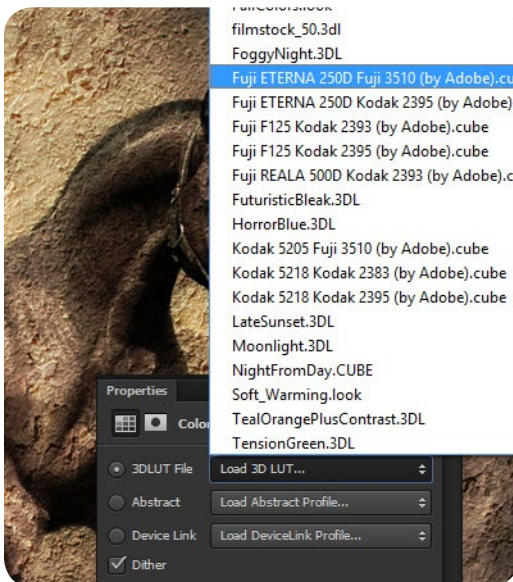 FallColors.look
filmstock_50.3dl
FoggyNight.3DL
Fuji ETERNA 250D Fuji 3510 (by Adobe).cu
Fuji ETERNA 250D Kodak 2395 (by Adobe)
Fuji F125 Kodak 2393 (by Adobe).cube
Fuji F125 Kodak 2395 (by Adobe).cube
Fuji REALA 500D Kodak 2393 (by Adobe).c
FuturisticBleak.3DL
HorrorBlue.3DL
Kodak 5205 Fuji 3510 (by Adobe).cube
Kodak 5218 Kodak 2383 (by Adobe).cube
Kodak 5218 Kodak 2395 (by Adobe).cube
LateSunset.3DL
Moonlight.3DL
NightFromDay.CUBE
Soft_Warming.look
TealOrangePlusContrast.3DL
TensionGreen.3DL
Properties
Color
3DLUT File Load 3D LUT...
Abstract Load Abstract Profile...
Device Link Load DeviceLink Profile...
Dither